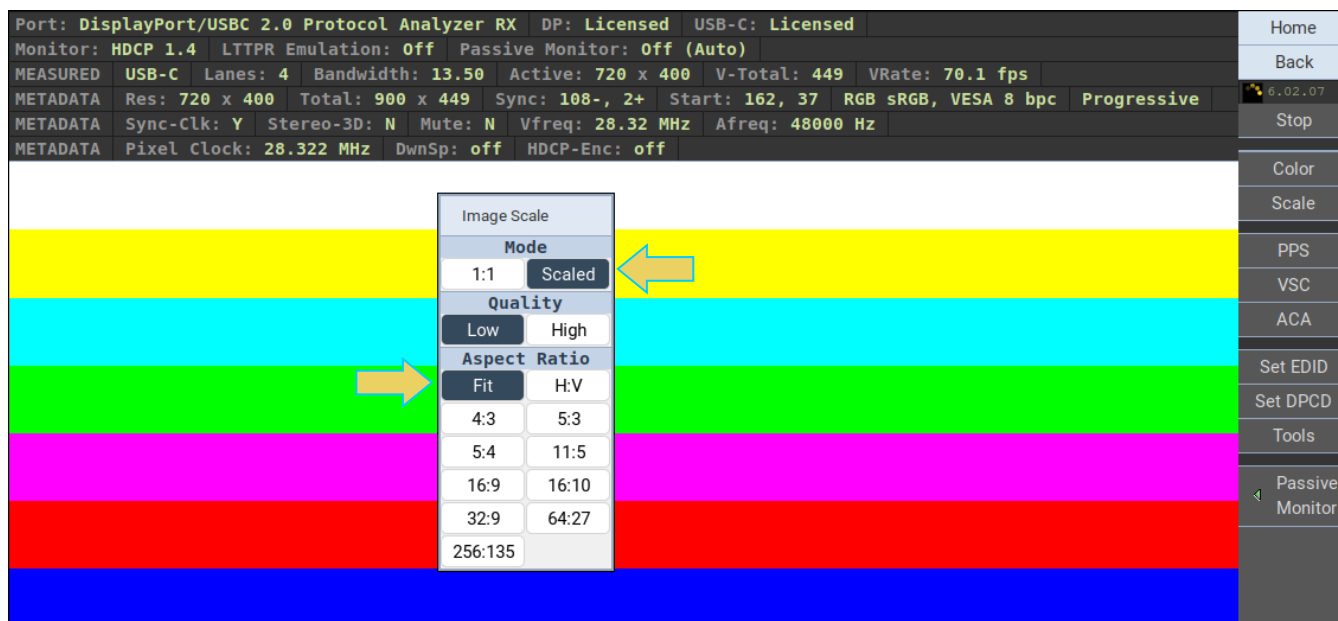 Port: DisplayPort/USBC 2.0 Protocol Analyzer RX DP: Licensed USB-C: Licensed
Monitor: HDCP 1.4 LTTPR Emulation: Off Passive Monitor: Off (Auto)
MEASURED USB-C Lanes: 4 Bandwidth: 13.50 Active: 720 x 400 V-Total: 449 VRate: 70.1 fps
METADATA Res: 720 x 400 Total: 900 x 449 Sync: 108-, 2+ Start: 162, 37 RGB sRGB, VESA 8 bpc Progressive
METADATA Sync-Clk: Y Stereo-3D: N Mute: N Vfreq: 28.32 MHz Afreq: 48000 Hz
METADATA Pixel Clock: 28.322 MHz DwnSp: off HDCP-Enc: off
Image Scale
Mode
1:1 Scaled
Quality
Low High
Aspect Ratio
Fit H:V
4:3 5:3
5:4 11:5
16:9 16:10
32:9 64:27
256:135
Home
Back
6.02.07
Stop
Color
Scale
PPS
VSC
ACA
Set EDID
Set DPCD
Tools
Passive
Monitor